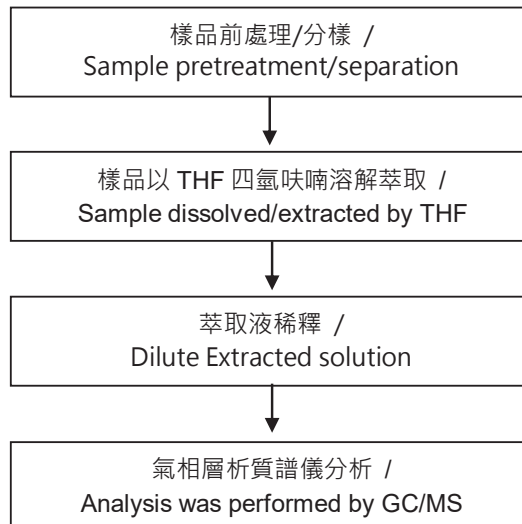 樣品前處理/分樣 /
Sample pretreatment/separation
樣品以 THF 四氫呋喃溶解萃取 /
Sample dissolved/extracted by THF
萃取液稀釋 /
Dilute Extracted solution
氣相層析質譜儀分析 /
Analysis was performed by GC/MS